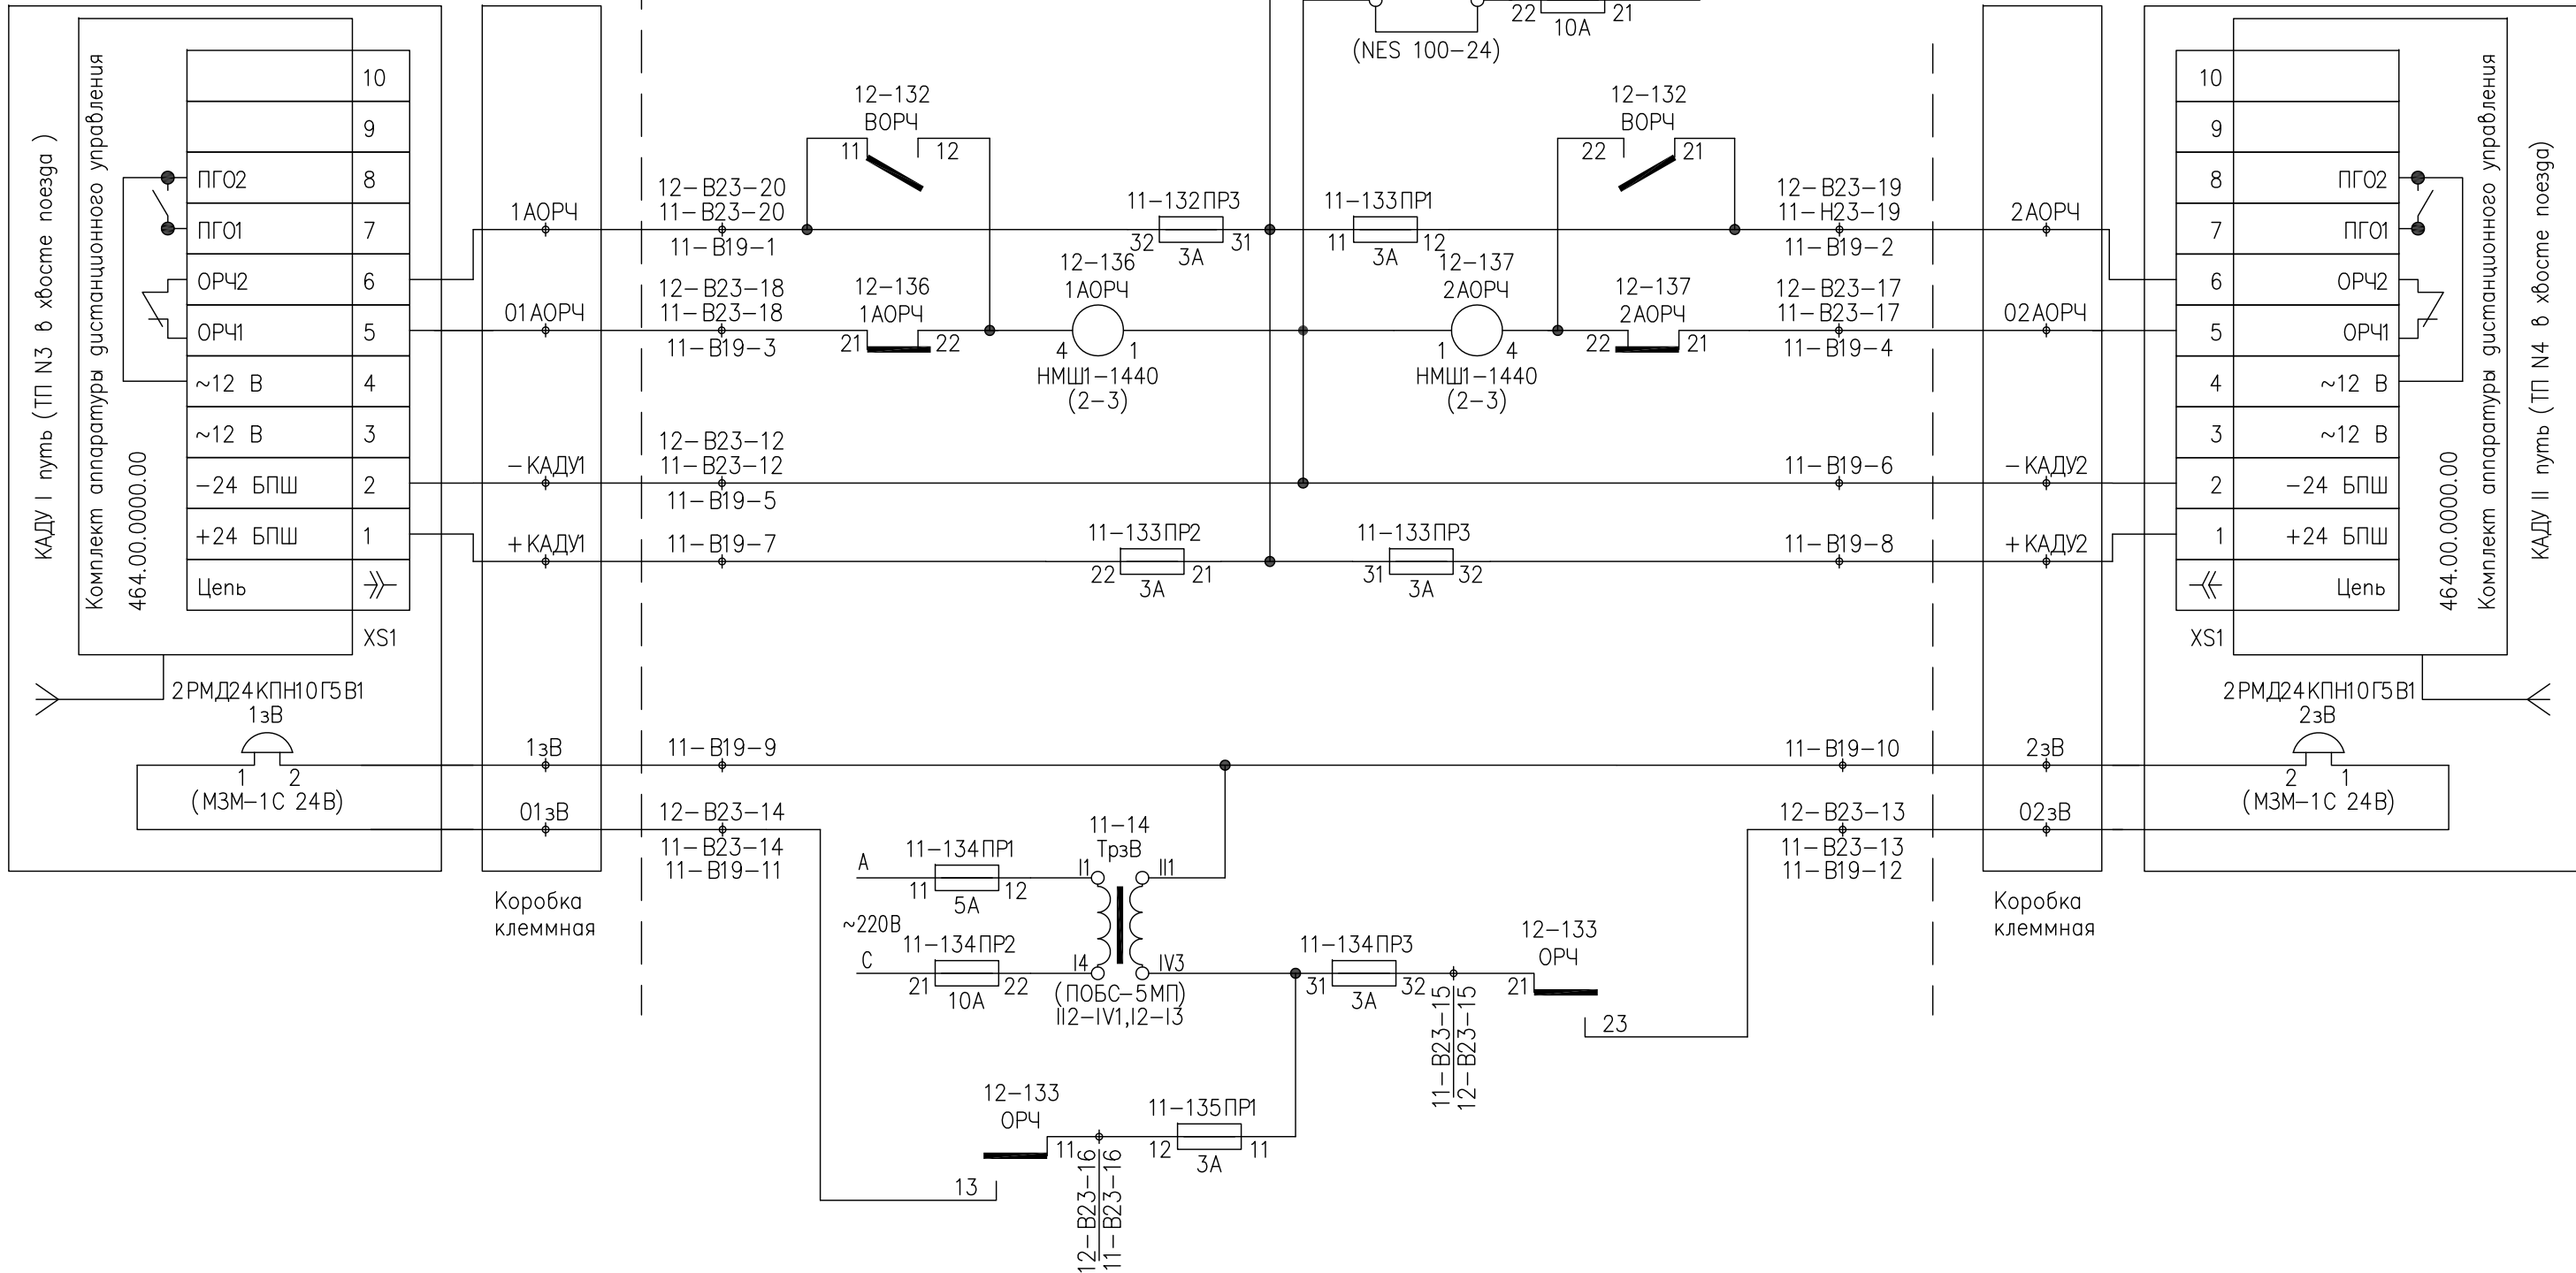 КАДУ I путь (ТП N3 в хвосте поезда )
Комплект аппаратуры дистанционного управления
464.00.0000.00
10
9
ПГО2 8
ПГО1 7
ОРЧ2 6
ОРЧ1 5
~12 В 4
~12 В 3
-24 БПШ 2
+24 БПШ 1
Цепь
XS1
2РМД24КПН10Г5В1
1зВ
1 2
(МЗМ-1С 24В)
1АОРЧ
01АОРЧ
-КАДУ1
+КАДУ1
1зВ
01зВ
Коробка
клеммная
12-В23-20
11-В23-20
11-В19-1
12-В23-18
11-В23-18
11-В19-3
12-В23-12
11-В23-12
11-В19-5
11-В19-7
11-В19-9
12-В23-14
11-В23-14
11-В19-11
12-132
ВОРЧ
11 12
12-136
1АОРЧ
21 22
11-132ПР3
32 31
3А
12-136
1АОРЧ
4 1
НМШ1-1440
(2-3)
22 21
10А
(NES 100-24)
11-133ПР1
11 12
3А
12-137
2АОРЧ
1 4
НМШ1-1440
(2-3)
12-132
ВОРЧ
22 21
12-137
2АОРЧ
22 21
11-133ПР2
22 21
3А
11-133ПР3
31 32
3А
12-В23-19
11-Н23-19
11-В19-2
12-В23-17
11-В23-17
11-В19-4
11-В19-6
11-В19-8
11-В19-10
12-В23-13
11-В23-13
11-В19-12
2АОРЧ
02АОРЧ
-КАДУ2
+КАДУ2
2зВ
02зВ
Коробка
клеммная
10
9
8 ПГО2
7 ПГО1
6 ОРЧ2
5 ОРЧ1
4 ~12 В
3 ~12 В
2 -24 БПШ
1 +24 БПШ
Цепь
XS1
464.00.0000.00
Комплект аппаратуры дистанционного управления
КАДУ II путь (ТП N4 в хвосте поезда)
2РМД24КПН10Г5В1
2зВ
2 1
(МЗМ-1С 24В)
11-14
ТрзВ
А
11-134ПР1
11 12
5А
I1 II1
~220В
С
11-134ПР2
21 22
10А
I4 IV3
(ПОБС-5МП)
II2-IV1,I2-I3
11-134ПР3
31 32
3А
11-В23-15
12-В23-15
12-133
ОРЧ
21
23
12-133
ОРЧ
11
13
12-В23-16
11-В23-16
11-135ПР1
12 11
3А